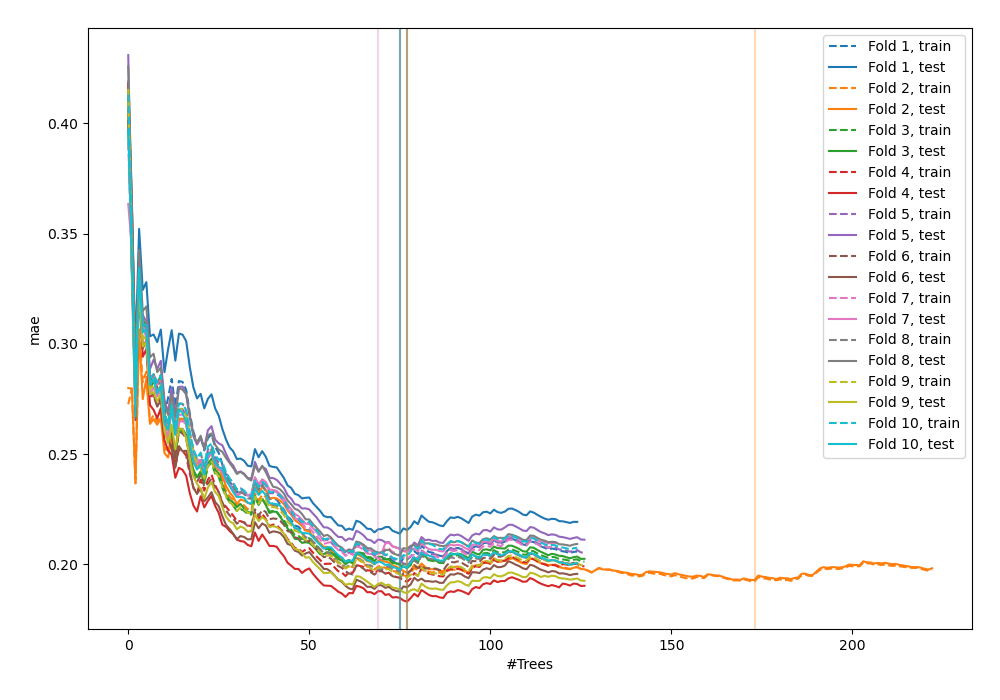 0.40
0.35
0.30
0.25
0.20
mae
0
50
100
150
200
#Trees
Fold 1, train
Fold 1, test
Fold 2, train
Fold 2, test
Fold 3, train
Fold 3, test
Fold 4, train
Fold 4, test
Fold 5, train
Fold 5, test
Fold 6, train
Fold 6, test
Fold 7, train
Fold 7, test
Fold 8, train
Fold 8, test
Fold 9, train
Fold 9, test
Fold 10, train
Fold 10, test